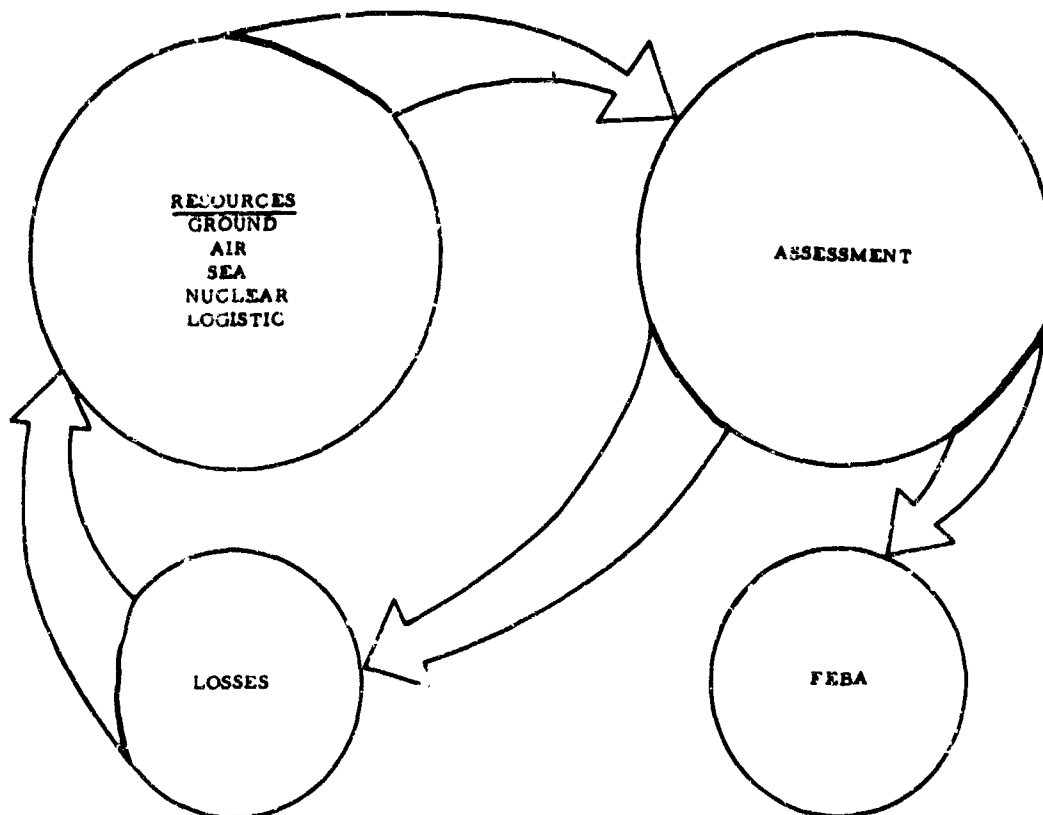 RESOURCES
GROUND
AIR
SEA
NUCLEAR
LOGISTIC
ASSESSMENT
LOSSES
FEBA